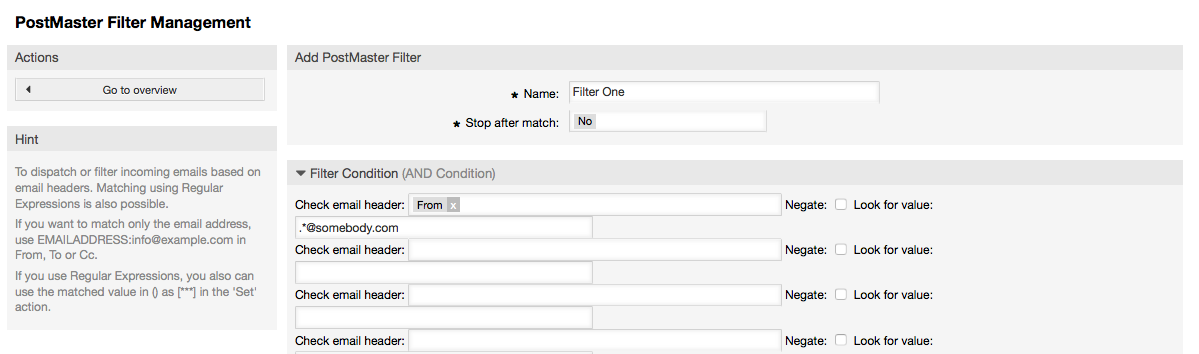 PostMaster Filter Management
Actions
Go to overview
Hint
To dispatch or filter incoming emails based on
email headers. Matching using Regular
Expressions is also possible.
If you want to match only the email address,
use EMAILADDRESS:info@example.com in
From, To or Cc.
If you use Regular Expressions, you also can
use the matched value in () as [***] in the 'Set'
action.
Add PostMaster Filter
★ Name: Filter One
★ Stop after match: No
Filter Condition (AND Condition)
Check email header: From x Negate: Look for value:
.*@somebody.com
Check email header: Negate: Look for value:
Check email header: Negate: Look for value:
Check email header: Negate: Look for value: